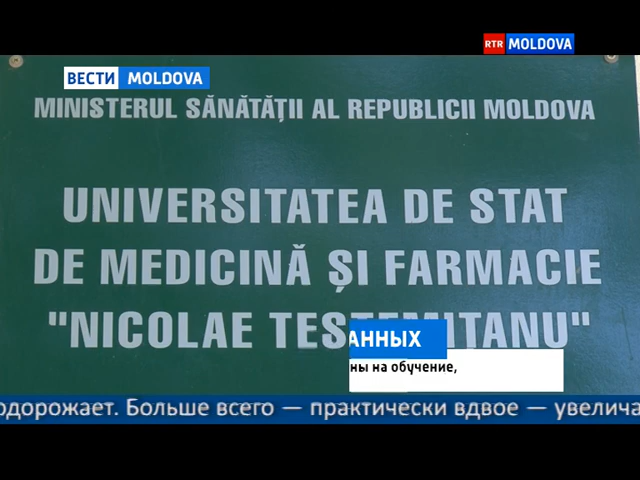 RTR MOLDOVA
ВЕСТИ MOLDOVA
MINISTERUL SĂNĂTĂȚII AL REPUBLICII MOLDOVA
UNIVERSITATEA DE STAT
DE MEDICINĂ ȘI FARMACIE
"NICOLAE TESTEMIȚANU"
АННЫХ
ны на обучение,
одорожает. Больше всего — практически вдвое — увелича